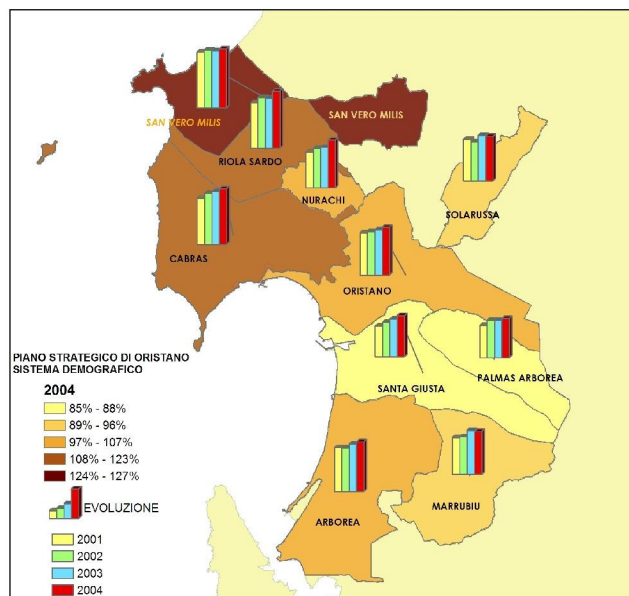 SAN VERO MILIS
SAN VERO MILIS
RIOLA SARDO
NURACHI
SOLARUSSA
CABRAS
ORISTANO
PIANO STRATEGICO DI ORISTANO
SISTEMA DEMOGRAFICO
2004
85% - 88%
89% - 96%
97% - 107%
108% - 123%
124% - 127%
EVOLUZIONE
2001
2002
2003
2004
SANTA GIUSTA
PALMAS ARBOREA
ARBOREA
MARRUBIU